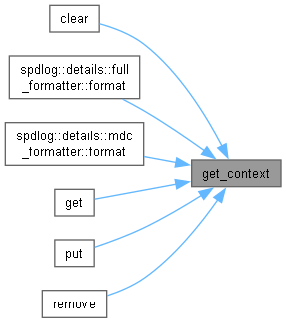 clear
spdlog::details::full
_formatter::format
spdlog::details::mdc
_formatter::format
get_context
get
put
remove